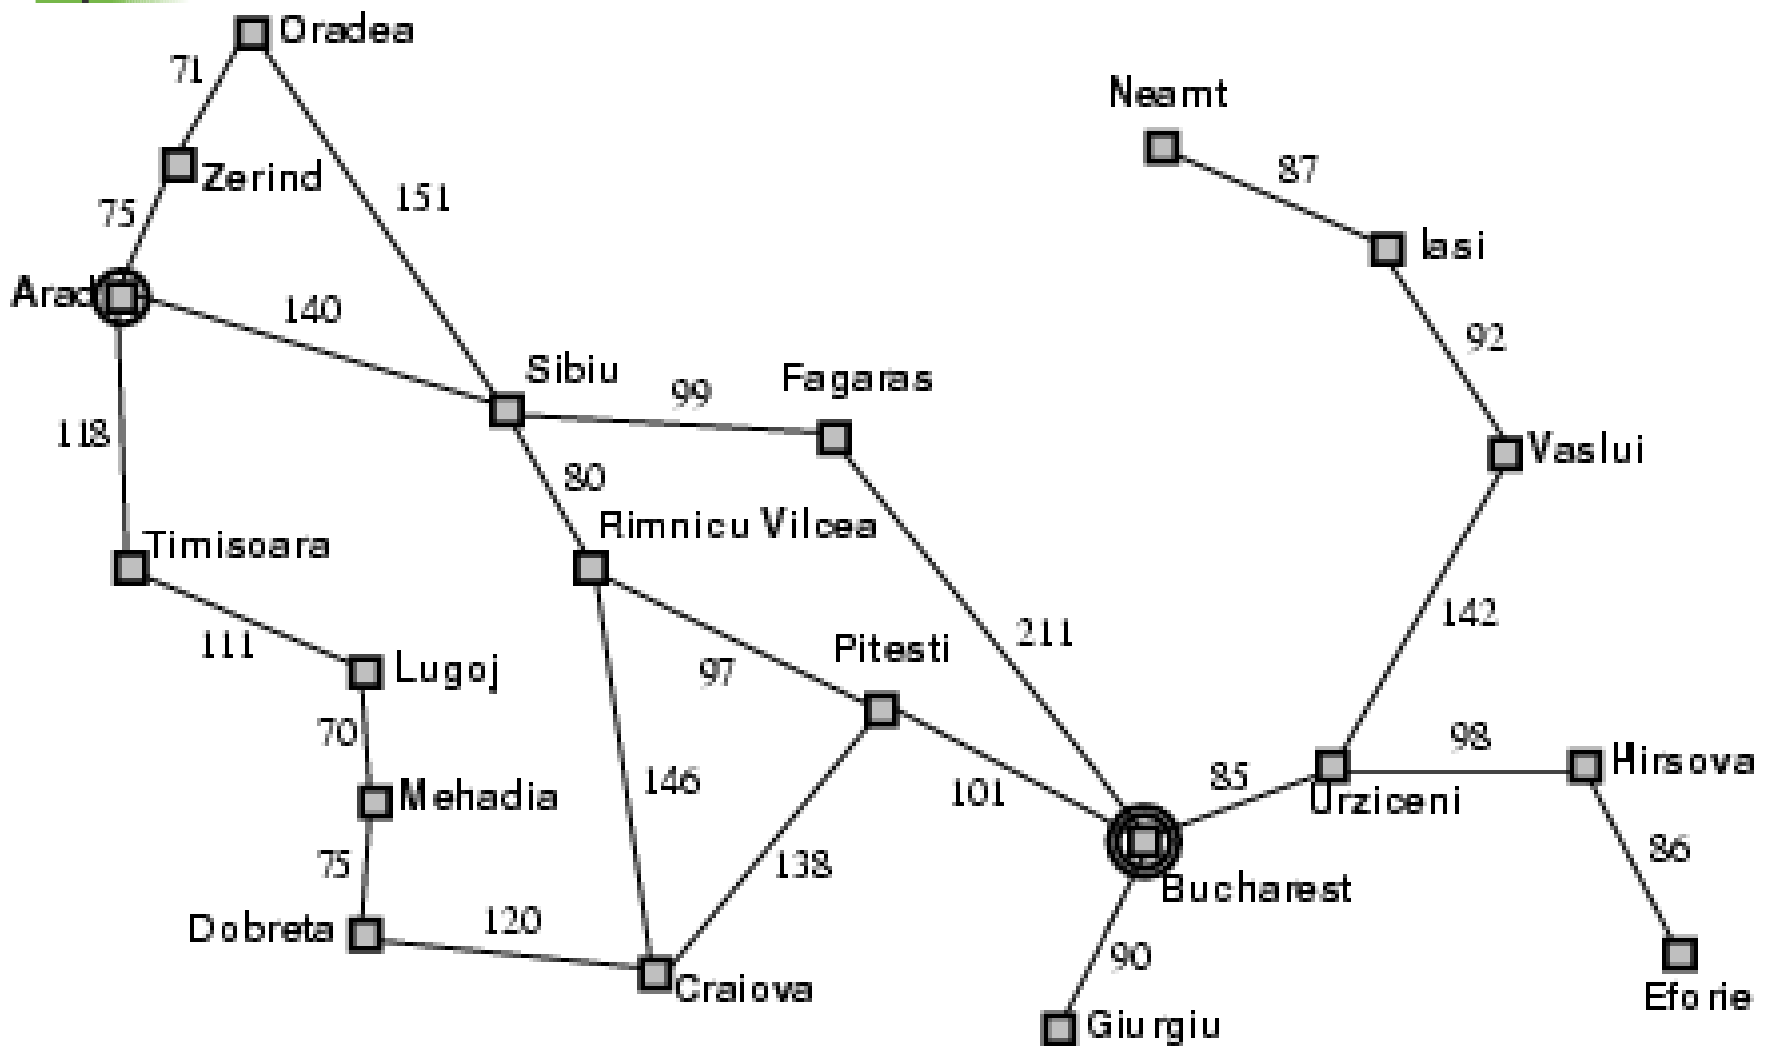 Oradea
71
Neamt
87
Zerind
151
75
Iasi
Arad
140
92
Sibiu
Fagaras
99
118
Vaslui
80
Rimnicu Vilcea
Timisoara
142
211
111
Pitesti
97
Lugoj
70
98
Hirsova
85
146
101
Mehadia
Urziceni
86
75
138
Bucharest
120
Dobreta
90
Craiova
Eforie
Giurgiu